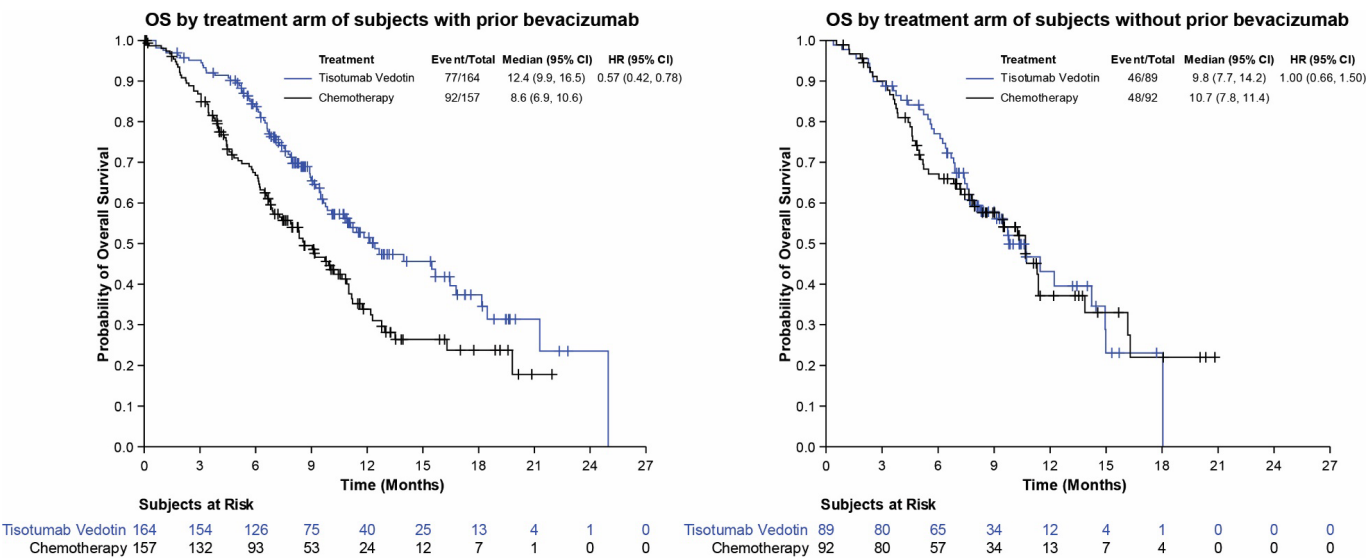 OS by treatment arm of subjects with prior bevacizumab
Treatment Event/Total Median (95% CI) HR (95% CI)
Tisotumab Vedotin 77/164 12.4 (9.9, 16.5) 0.57 (0.42, 0.78)
Chemotherapy 92/157 8.6 (6.9, 10.6)
Probability of Overall Survival
1.0
0.9
0.8
0.7
0.6
0.5
0.4
0.3
0.2
0.1
0.0
0 3 6 9 12 15 18 21 24 27
Time (Months)
Subjects at Risk
Tisotumab Vedotin 164 154 126 75 40 25 13 4 1 0
Chemotherapy 157 132 93 53 24 12 7 1 0 0
OS by treatment arm of subjects without prior bevacizumab
Treatment Event/Total Median (95% CI) HR (95% CI)
Tisotumab Vedotin 46/89 9.8 (7.7, 14.2) 1.00 (0.66, 1.50)
Chemotherapy 48/92 10.7 (7.8, 11.4)
Probability of Overall Survival
1.0
0.9
0.8
0.7
0.6
0.5
0.4
0.3
0.2
0.1
0.0
0 3 6 9 12 15 18 21 24 27
Time (Months)
Subjects at Risk
Tisotumab Vedotin 89 80 65 34 12 4 1 0 0 0
Chemotherapy 92 80 57 34 13 7 4 0 0 0